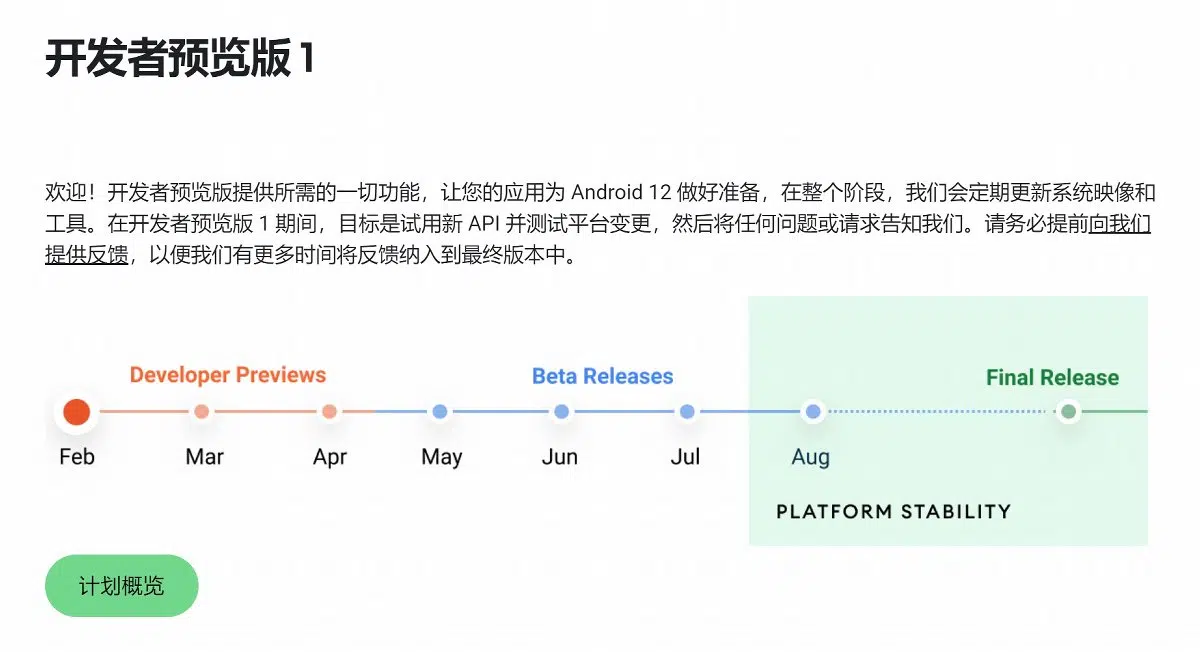 开发者预览版 1
欢迎！开发者预览版提供所需的一切功能，让您的应用为 Android 12 做好准备，在整个阶段，我们会定期更新系统映像和
工具。在开发者预览版 1 期间，目标是试用新 API 并测试平台变更，然后将任何问题或请求告知我们。请务必提前向我们
提供反馈，以便我们有更多时间将反馈纳入到最终版本中。
Developer Previews
Beta Releases
Final Release
Feb
Mar
Apr
May
Jun
Jul
Aug
PLATFORM STABILITY
计划概览